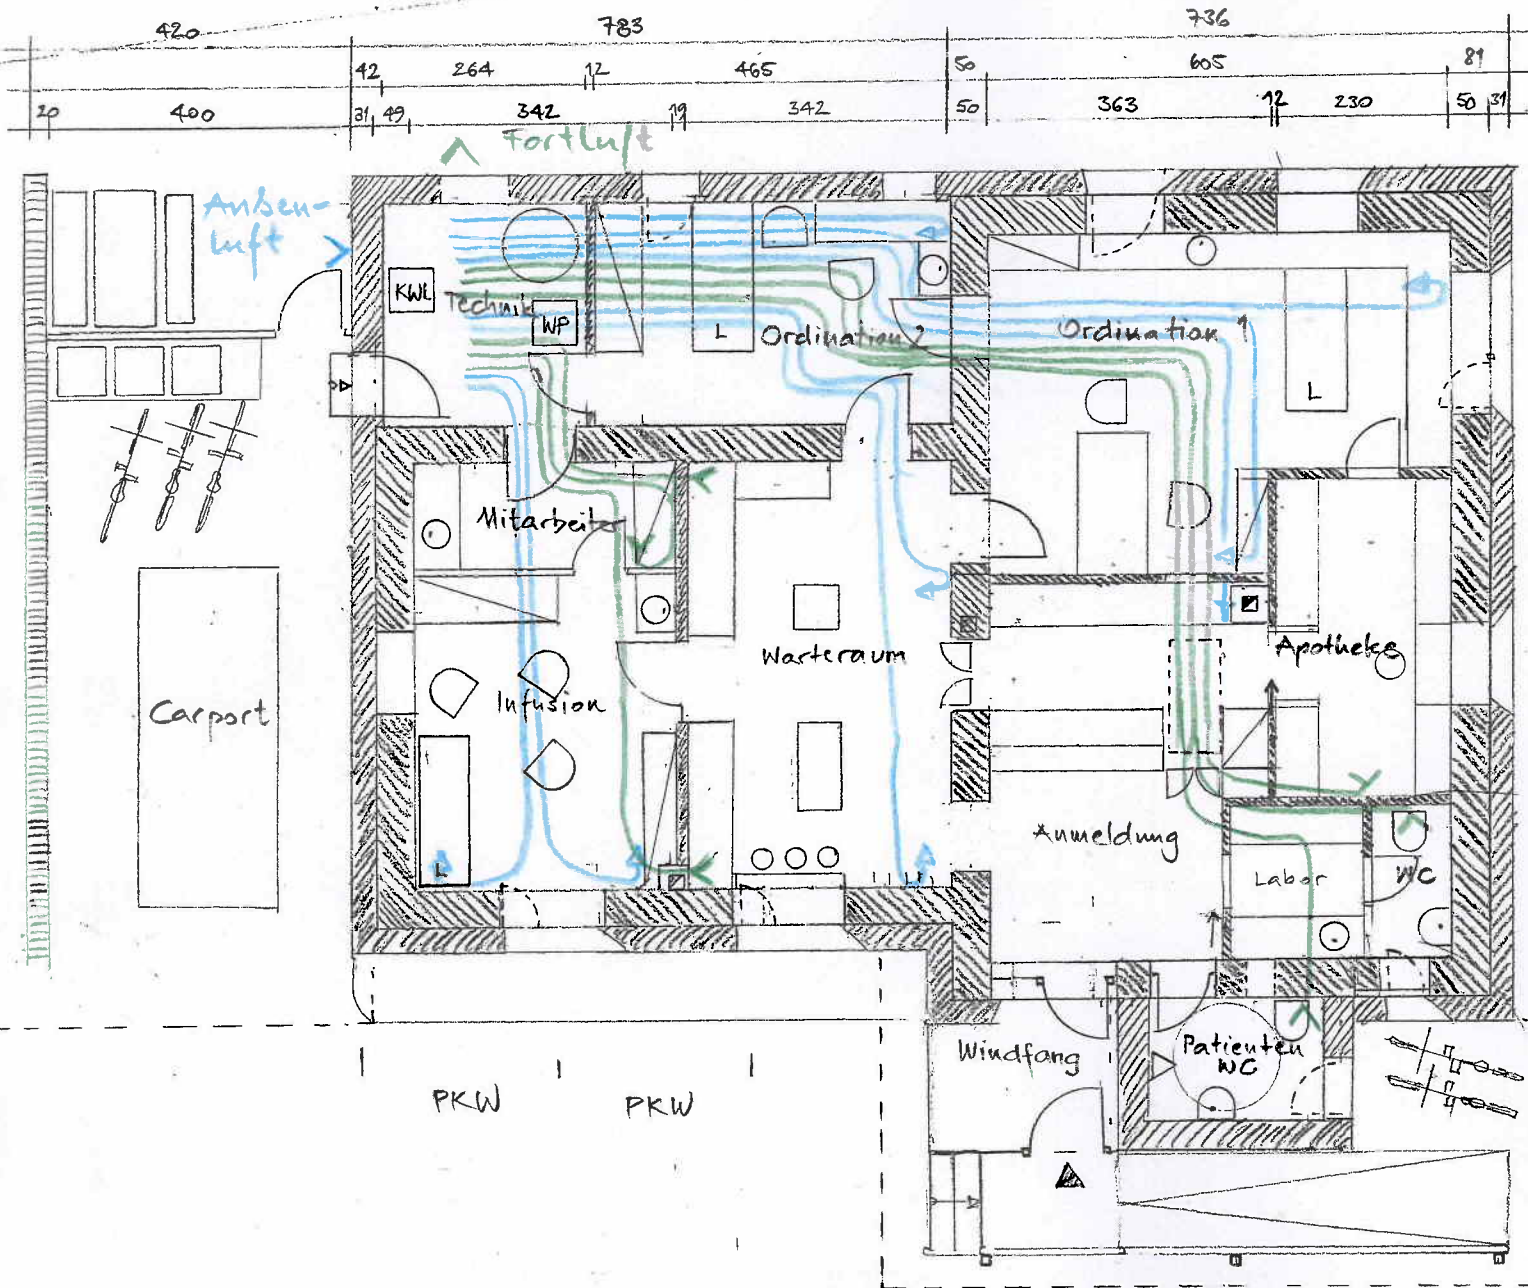 420 783 736
42 264 12 465 50 605 81
20 400 31 49 342 19 342 50 363 12 230 50 31
Fortluft
Außen-
luft
KWL
Technik
WP
L
Ordination 2
Ordination 1
L
Mitarbeiter
Warteraum
Apotheke
Infusion
Carport
Anmeldung
L
Labor
WC
Windfang
Patienten
WC
PKW
PKW